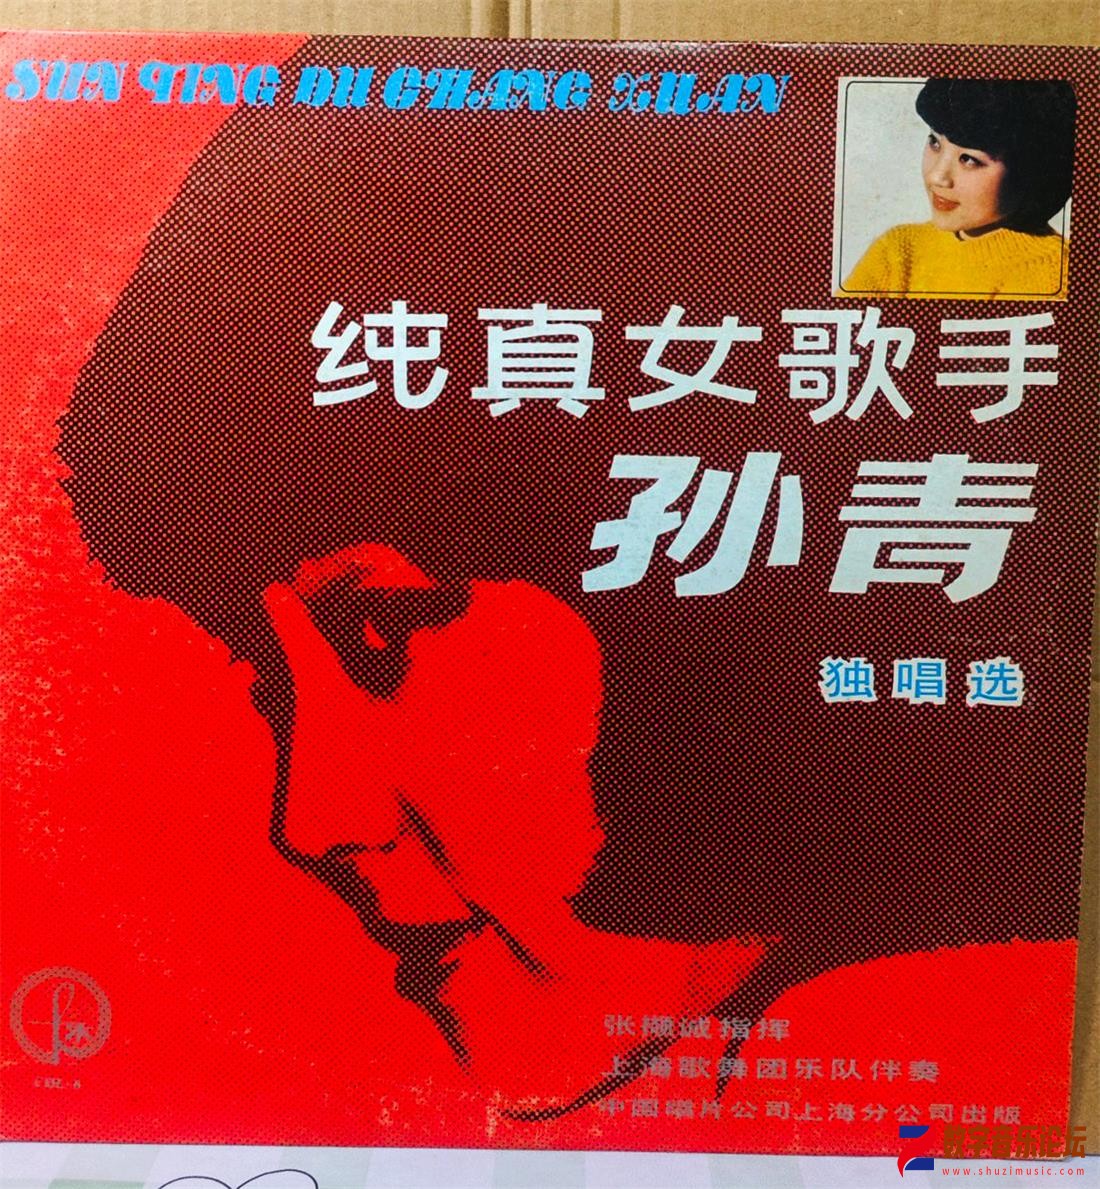 SUN QING DU CHANG XUAN
纯真女歌手
孙青
独唱选
张撷诚指挥
上海歌舞团乐队伴奏
中国唱片公司上海分公司出版
数字音乐论坛
www.shuzimusic.com